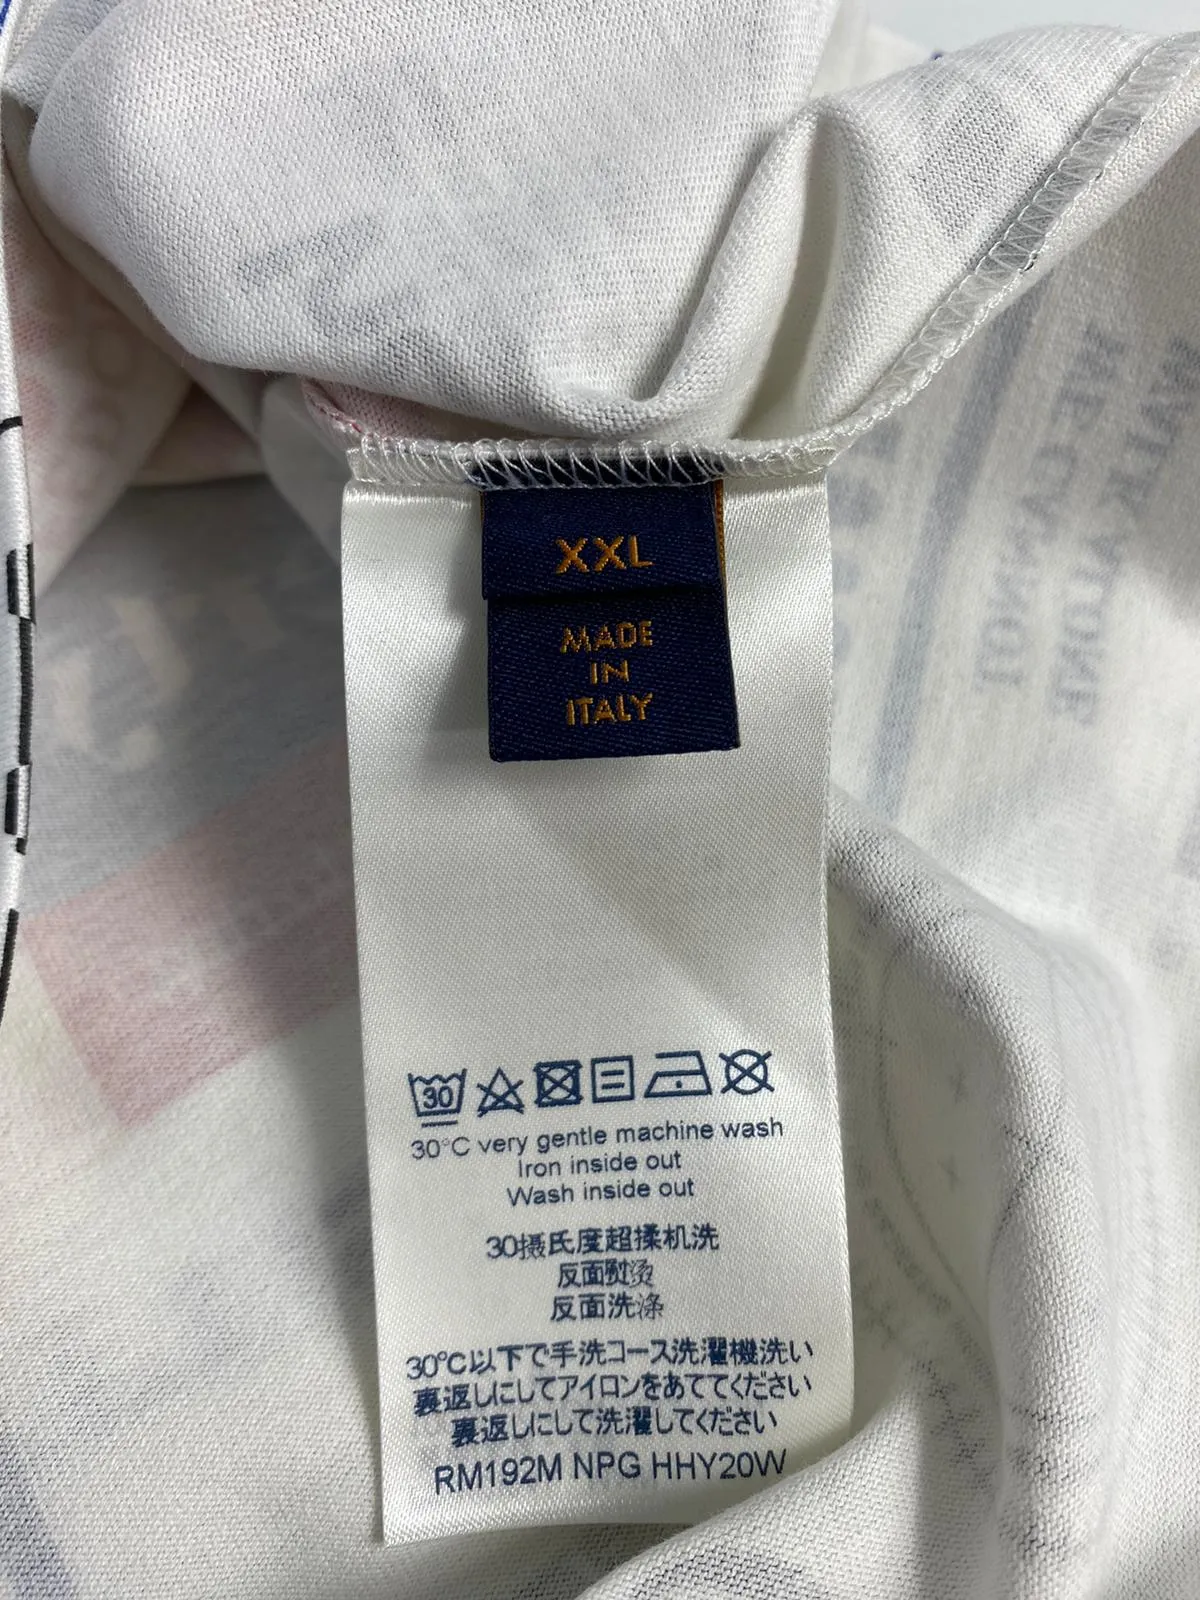 XXL
MADE
IN
ITALY
30
30°C very gentle machine wash
Iron inside out
Wash inside out
30摄氏度超揉机洗
反面熨烫
反面洗涤
30℃以下で手洗コース洗濯機洗い
裏返しにしてアイロンをあててください
裏返しにして洗濯してください
RM192M NPG HHY20W